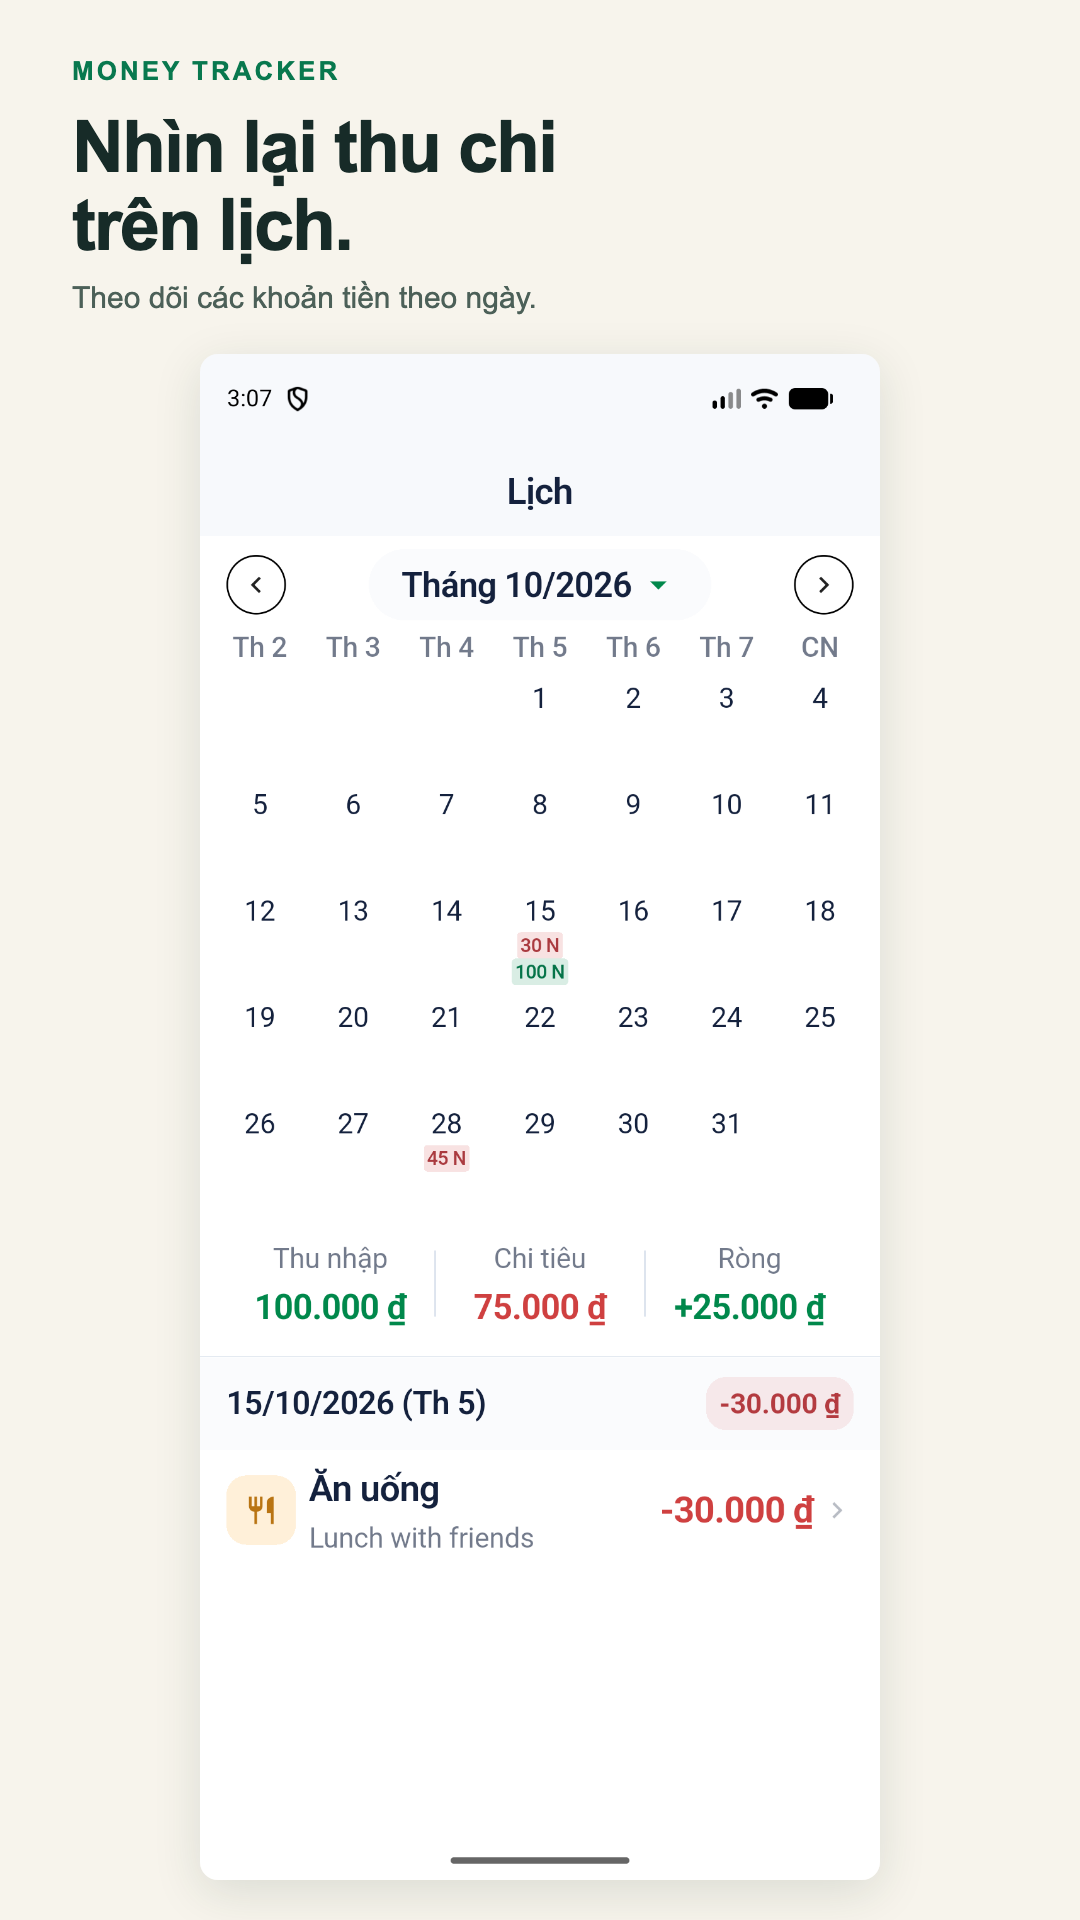 MONEY TRACKER
Nhìn lại thu chi
trên lịch.
Theo dõi các khoản tiền theo ngày.
3:07
Lịch
Tháng 10/2026
Th 2 Th 3 Th 4 Th 5 Th 6 Th 7 CN
1 2 3 4
5 6 7 8 9 10 11
12 13 14 15 16 17 18
30 N
100 N
19 20 21 22 23 24 25
26 27 28 29 30 31
45 N
Thu nhập Chi tiêu Ròng
100.000 ₫ 75.000 ₫ +25.000 ₫
15/10/2026 (Th 5) -30.000 ₫
Ăn uống
-30.000 ₫
Lunch with friends